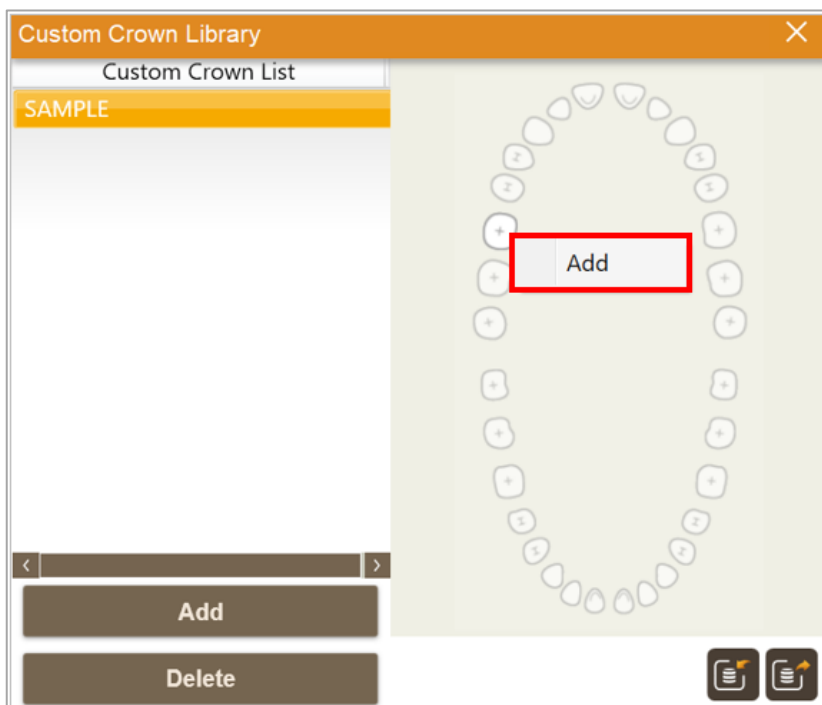 Custom Crown Library
Custom Crown List
SAMPLE
Add
Add
Delete